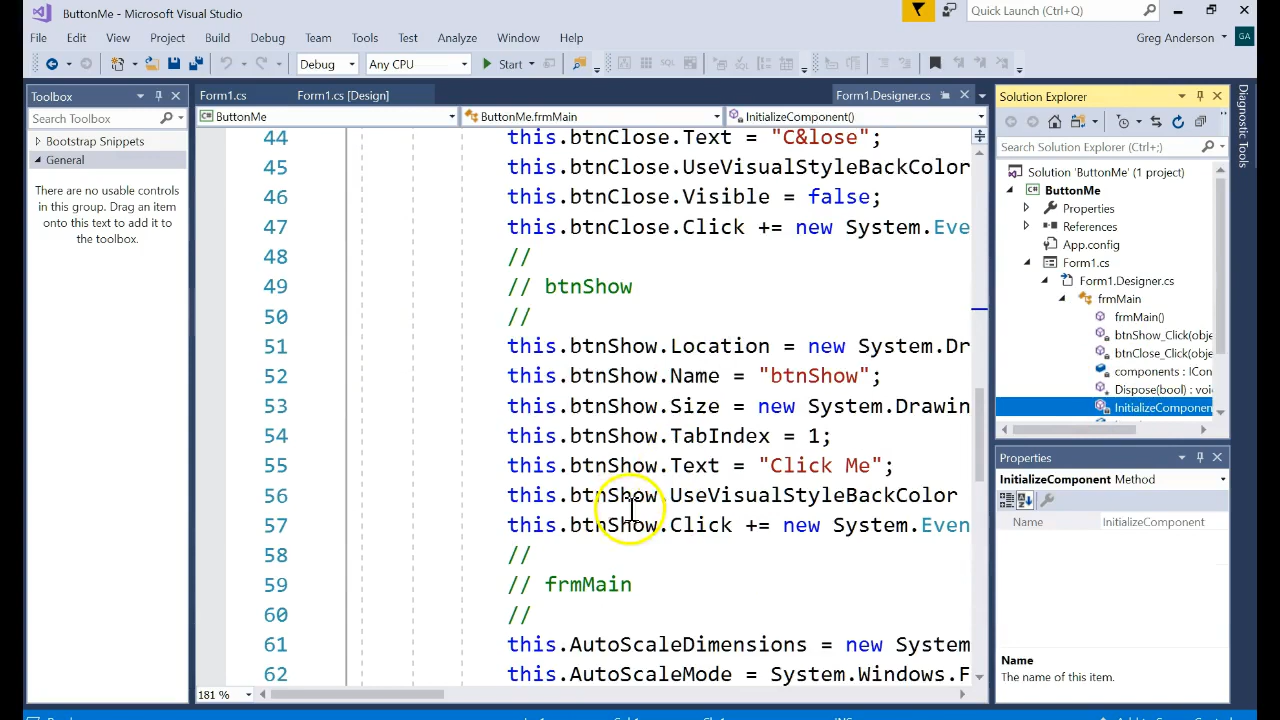 ButtonMe - Microsoft Visual Studio
Quick Launch (Ctrl+Q)
File Edit View Project Build Debug Team Tools Test Analyze Window Help
Greg Anderson GA
Debug Any CPU Start
Toolbox
Search Toolbox
Bootstrap Snippets
General
There are no usable controls
in this group. Drag an item
onto this text to add it to
the toolbox.
Form1.cs Form1.cs [Design] Form1.Designer.cs
ButtonMe ButtonMe.frmMain InitializeComponent()
44 this.btnClose.Text = "C&lose";
45 this.btnClose.UseVisualStyleBackColor
46 this.btnClose.Visible = false;
47 this.btnClose.Click += new System.Eve
48 //
49 // btnShow
50 //
51 this.btnShow.Location = new System.Dr
52 this.btnShow.Name = "btnShow";
53 this.btnShow.Size = new System.Drawin
54 this.btnShow.TabIndex = 1;
55 this.btnShow.Text = "Click Me";
56 this.btnShow.UseVisualStyleBackColor
57 this.btnShow.Click += new System.Even
58 //
59 // frmMain
60 //
61 this.AutoScaleDimensions = new System
62 this.AutoScaleMode = System.Windows.F
181 %
Solution Explorer
Search Solution Explorer (Ctrl+;)
Solution 'ButtonMe' (1 project)
ButtonMe
Properties
References
App.config
Form1.cs
Form1.Designer.cs
frmMain
frmMain()
btnShow_Click(obje
btnClose_Click(obje
components : ICon
Dispose(bool) : voi
InitializeComponen
Properties
InitializeComponent Method
Name InitializeComponent
Name
The name of this item.
Diagnostic Tools